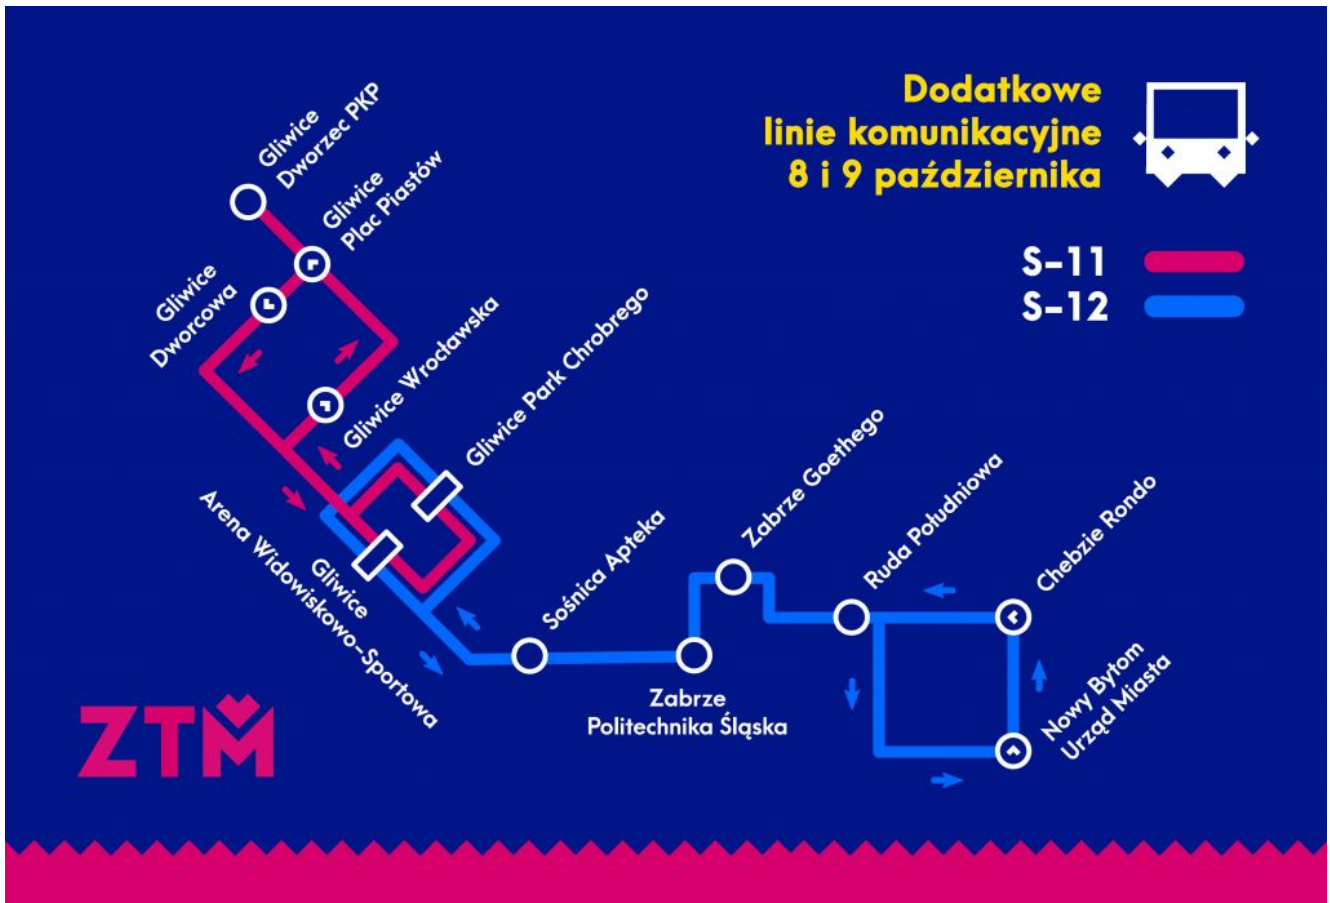 Dodatkowe
linie komunikacyjne
8 i 9 października
S-11
S-12
Gliwice
Dworzec PKP
Gliwice
Plac Piastów
Gliwice
Dworcowa
Gliwice Wrocławska
Gliwice Park Chrobrego
Gliwice
Arena Widowiskowo-Sportowa
Sośnica Apteka
Zabrze
Politechnika Śląska
Zabrze Goethego
Ruda Południowa
Chebzie Rondo
Nowy Bytom
Urząd Miasta
ZTM